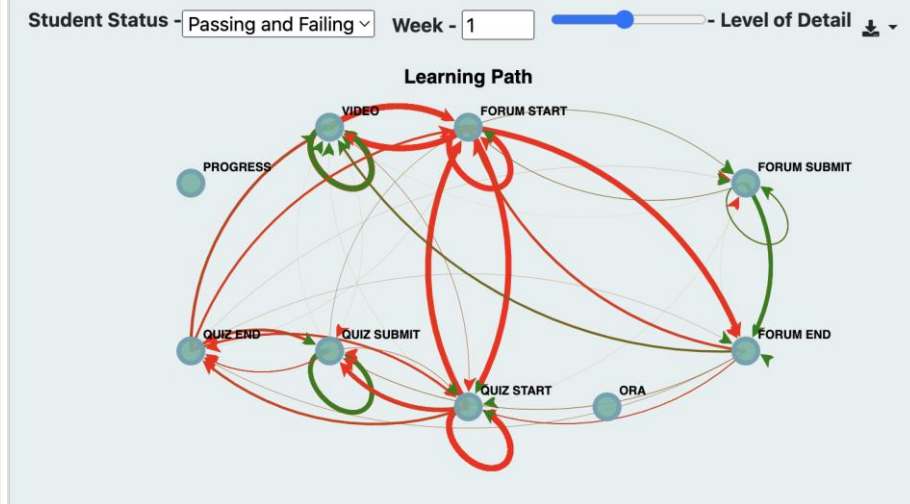 Student Status - Passing and Failing Week - 1 - Level of Detail
Learning Path
VIDEO
FORUM START
PROGRESS
FORUM SUBMIT
QUIZ END
QUIZ SUBMIT
FORUM END
QUIZ START
ORA